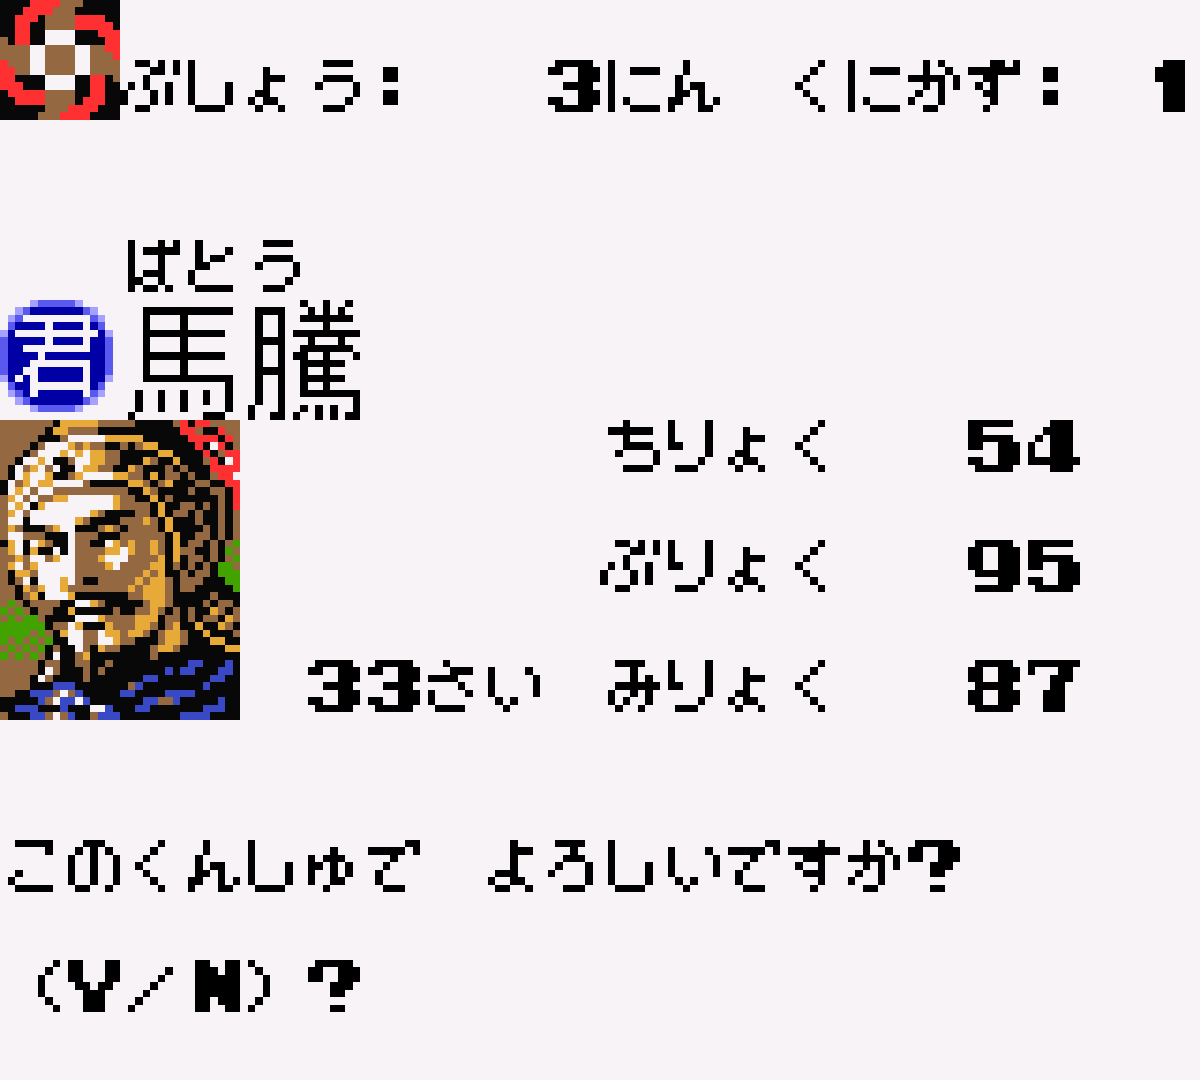 ぶしょう: 3にん くにかず: 1
ばとう
君 馬騰
ちりょく 54
ぶりょく 95
33さい みりょく 87
このくんしゅで よろしいですか?
(Y/N)?